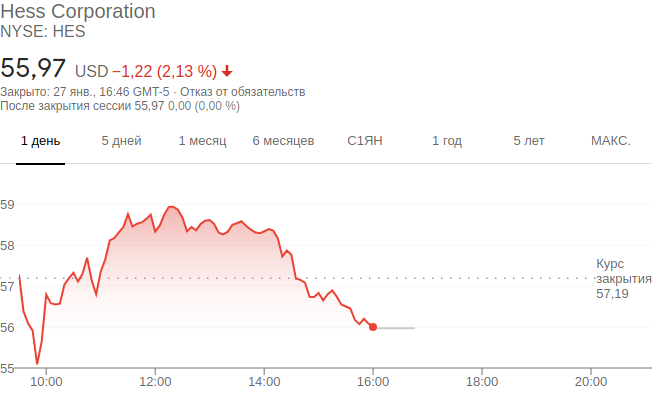 Hess Corporation
NYSE: HES
55,97 USD −1,22 (2,13 %)
Закрыто: 27 янв., 16:46 GMT-5 · Отказ от обязательств
После закрытия сессии 55,97 0,00 (0,00 %)
1 день 5 дней 1 месяц 6 месяцев С1ЯН 1 год 5 лет МАКС.
59
58
Курс
закрытия
57,19
57
56
55
10:00 12:00 14:00 16:00 18:00 20:00